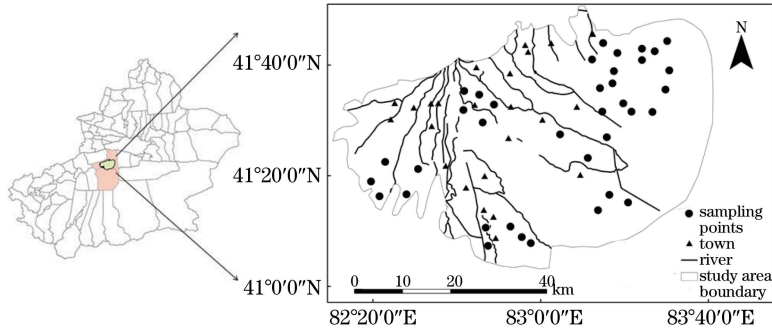 N
41°40′0″N
41°20′0″N
41°0′0″N
sampling
points
town
river
study area
boundary
0 10 20 40
km
82°20′0″E 83°0′0″E 83°40′0″E